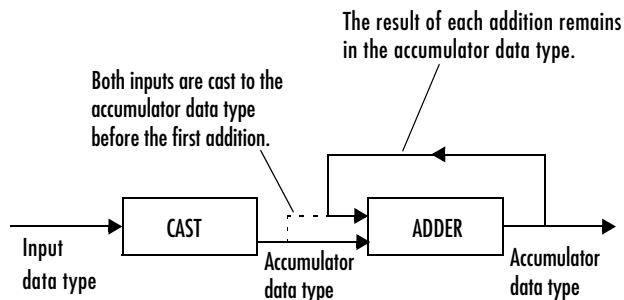 The result of each addition remains
in the accumulator data type.
Both inputs are cast to the
accumulator data type
before the first addition.
CAST
ADDER
Input
data type
Accumulator
data type
Accumulator
data type